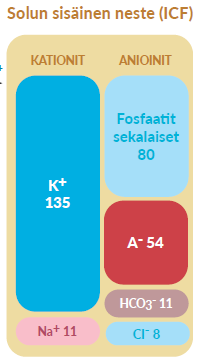 Solun sisäinen neste (ICF)
KATIONIT
ANIOINIT
Fosfaatit
sekalaiset
80
K+
135
A- 54
HCO3- 11
Na+ 11
Cl- 8